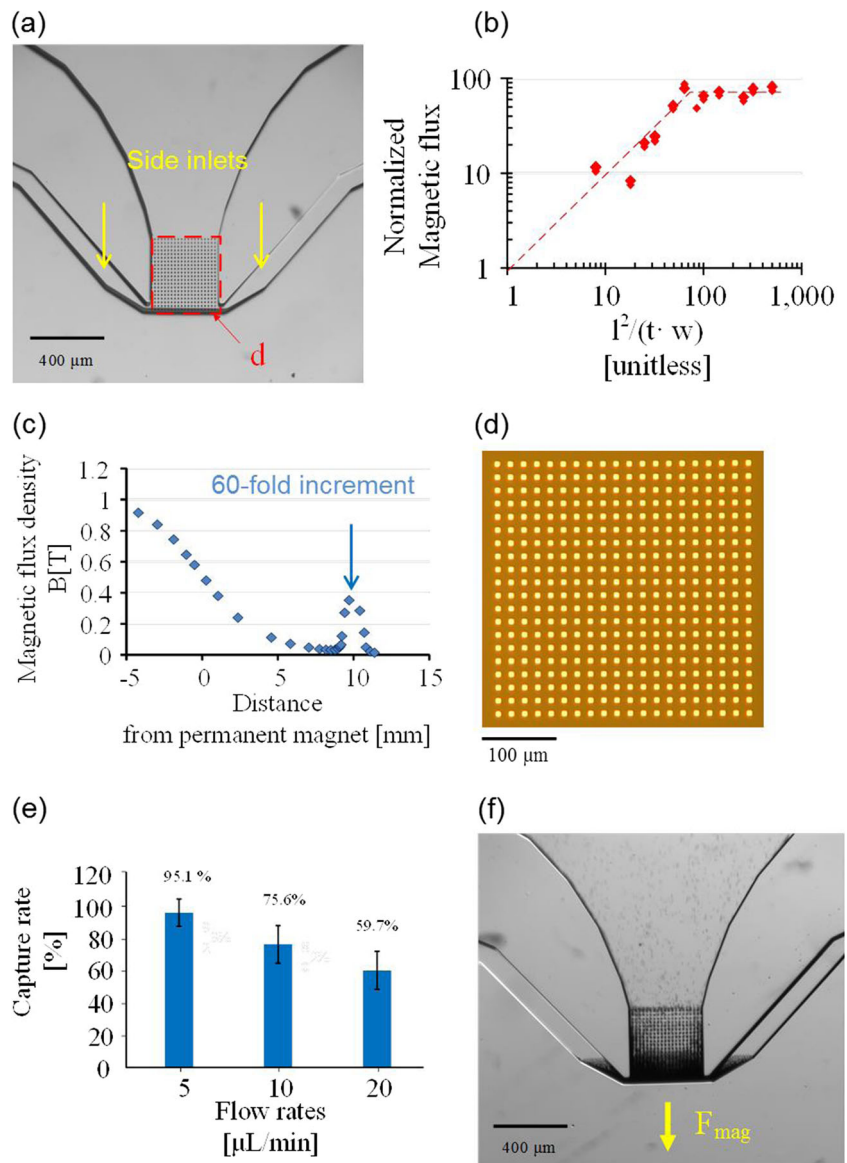 (a)
Side inlets
d
400 µm
(b)
Normalized
Magnetic flux
100
10
1
1
10
100
1,000
l²/(t· w)
[unitless]
(c)
Magnetic flux density
B[T]
1.2
1
0.8
0.6
0.4
0.2
0
60-fold increment
-5
0
5
10
15
Distance
from permanent magnet [mm]
(d)
100 µm
(e)
Capture rate
[%]
120
100
80
60
40
20
0
95.1 %
75.6%
59.7%
5
10
20
Flow rates
[µL/min]
(f)
400 µm
Fmag